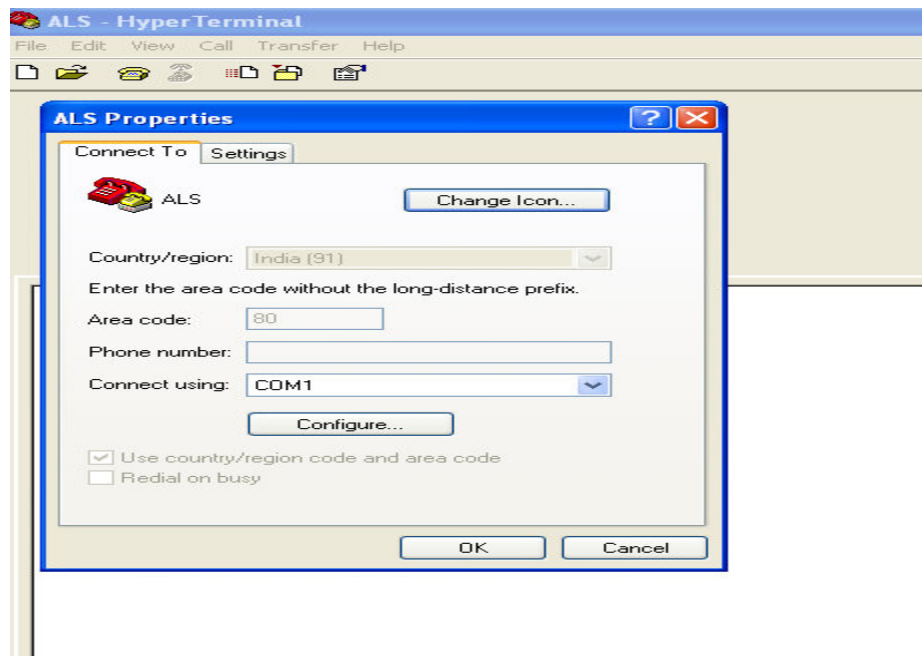 ALS - HyperTerminal
File Edit View Call Transfer Help
ALS Properties
Connect To Settings
ALS Change Icon...
Country/region: India (91)
Enter the area code without the long-distance prefix.
Area code: 80
Phone number:
Connect using: COM1
Configure...
Use country/region code and area code
Redial on busy
OK Cancel